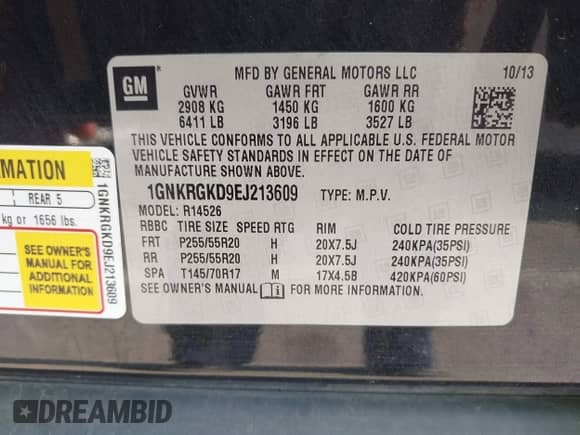 GM
MFD BY GENERAL MOTORS LLC 10/13
GVWR GAWR FRT GAWR RR
2908 KG 1450 KG 1600 KG
6411 LB 3196 LB 3527 LB
THIS VEHICLE CONFORMS TO ALL APPLICABLE U.S. FEDERAL MOTOR
VEHICLE SAFETY STANDARDS IN EFFECT ON THE DATE OF
MANUFACTURE SHOWN ABOVE.
1GNKRGKD9EJ213609 TYPE: M.P.V.
MODEL: R14526
RBBC TIRE SIZE SPEED RTG RIM COLD TIRE PRESSURE
FRT P255/55R20 H 20X7.5J 240KPA(35PSI)
RR P255/55R20 H 20X7.5J 240KPA(35PSI)
SPA T145/70R17 M 17X4.5B 420KPA(60PSI)
SEE OWNER'S MANUAL FOR MORE INFORMATION.
REAR 5
kg or 1656 lbs.
SEE OWNER'S
MANUAL FOR
ADDITIONAL
INFORMATION
1GNKRGKD9EJ213609
DREAMBID